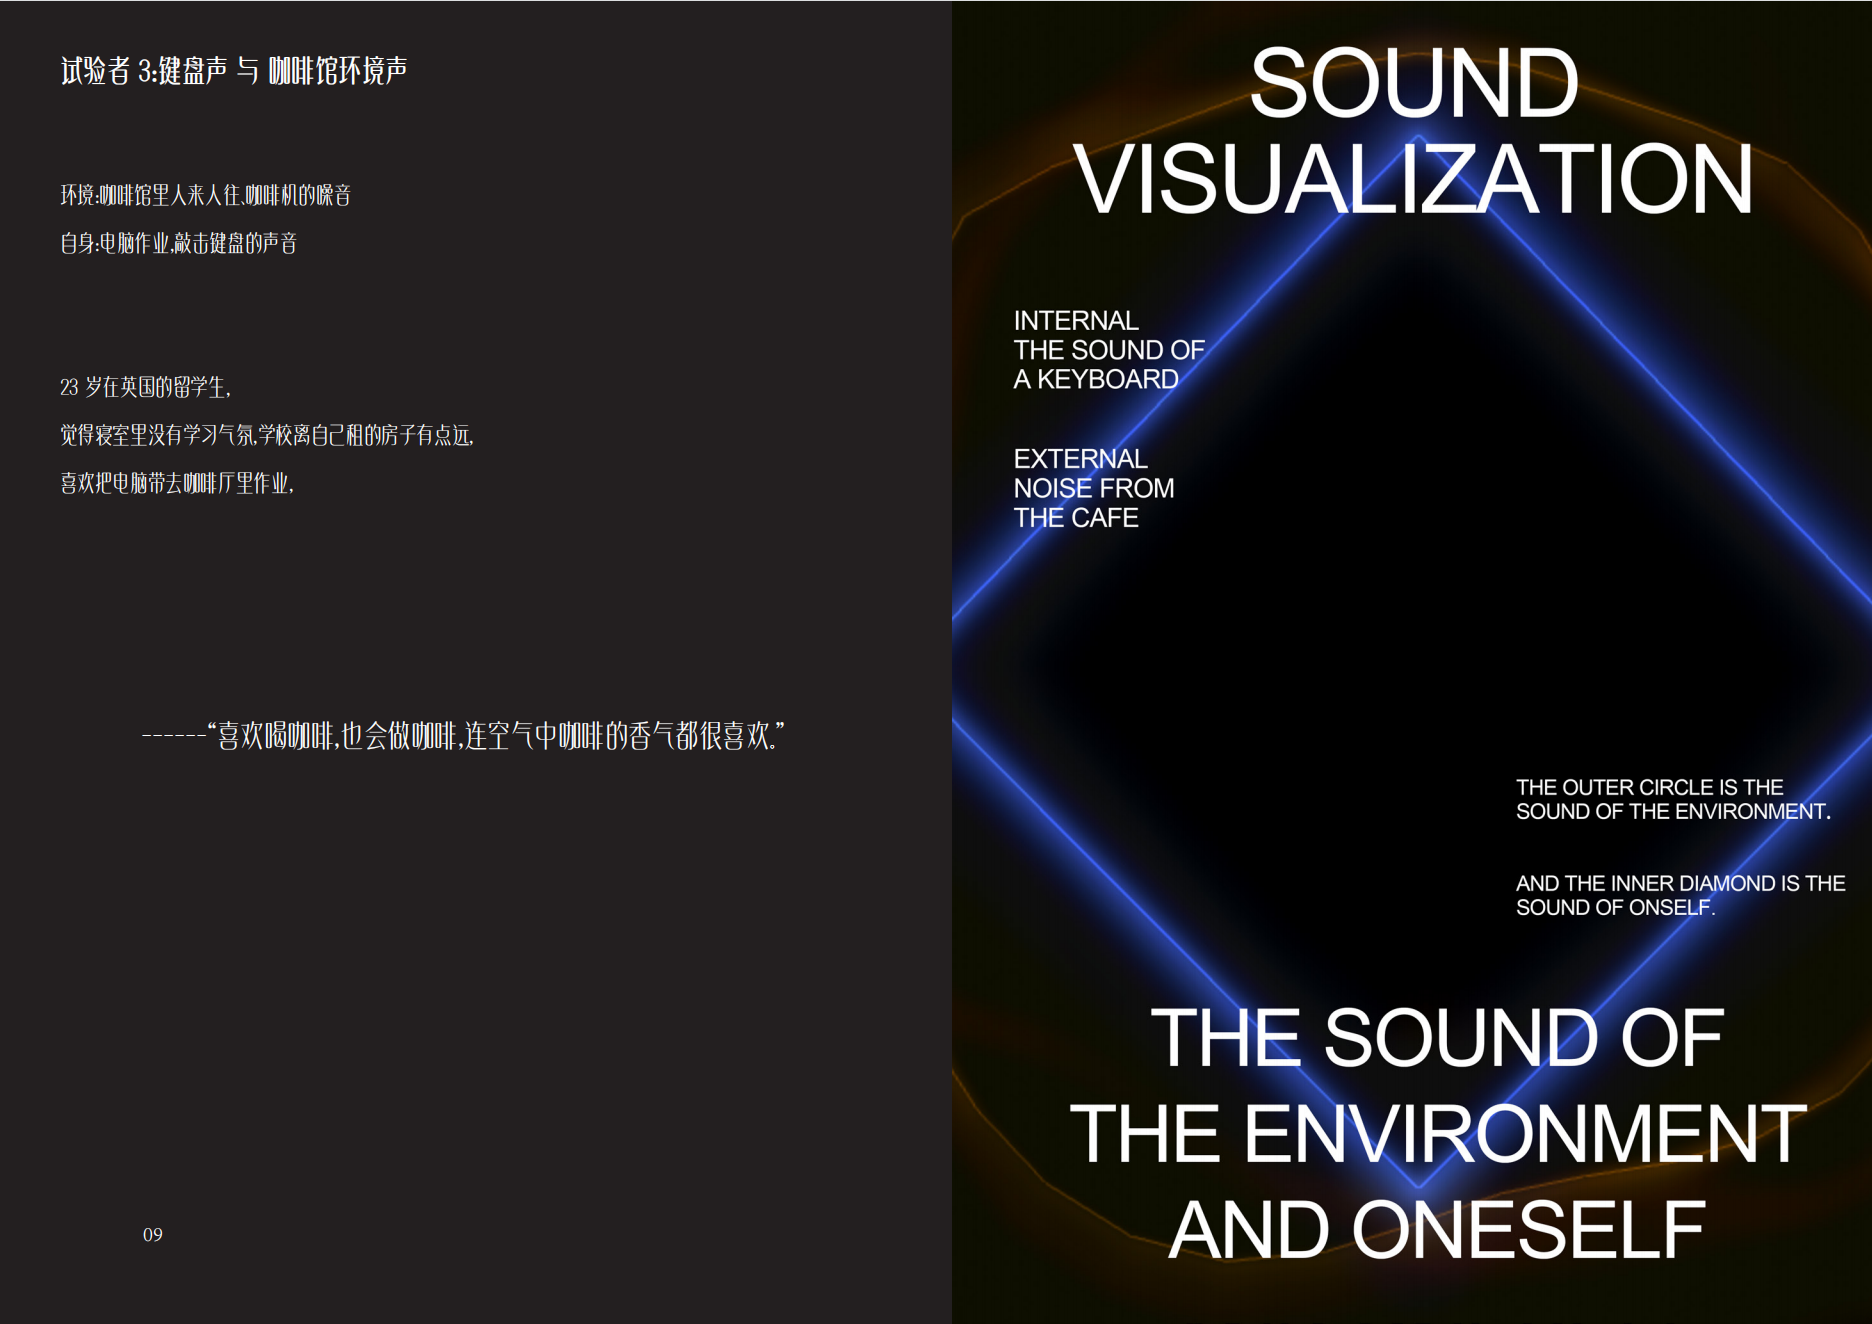 试验者 3:键盘声 与 咖啡馆环境声
环境:咖啡馆里人来人往、咖啡机的噪音
自身:电脑作业,敲击键盘的声音
23 岁在英国的留学生,
觉得寝室里没有学习气氛,学校离自己租的房子有点远,
喜欢把电脑带去咖啡厅里作业,
------“喜欢喝咖啡,也会做咖啡,连空气中咖啡的香气都很喜欢。”
09
SOUND
VISUALIZATION
INTERNAL
THE SOUND OF
A KEYBOARD
EXTERNAL
NOISE FROM
THE CAFE
THE OUTER CIRCLE IS THE
SOUND OF THE ENVIRONMENT.
AND THE INNER DIAMOND IS THE
SOUND OF ONSELF.
THE SOUND OF
THE ENVIRONMENT
AND ONESELF